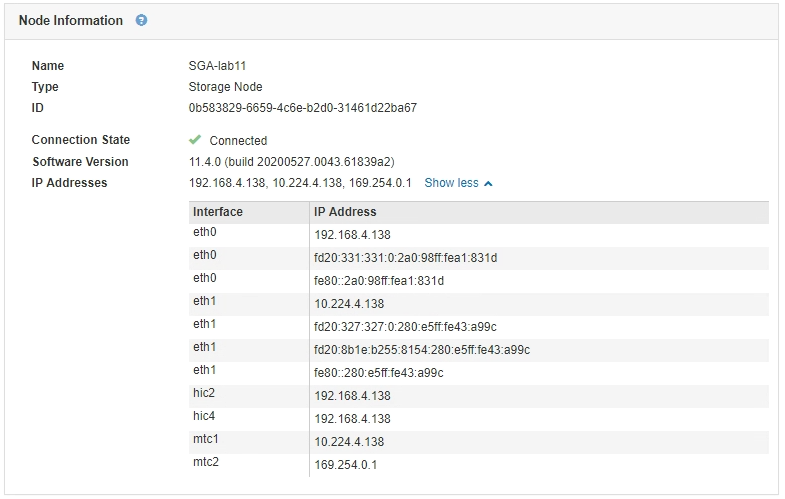 Node Information ?
Name SGA-lab11
Type Storage Node
ID 0b583829-6659-4c6e-b2d0-31461d22ba67
Connection State Connected
Software Version 11.4.0 (build 20200527.0043.61839a2)
IP Addresses 192.168.4.138, 10.224.4.138, 169.254.0.1 Show less
Interface IP Address
eth0 192.168.4.138
eth0 fd20:331:331:0:2a0:98ff:fea1:831d
eth0 fe80::2a0:98ff:fea1:831d
eth1 10.224.4.138
eth1 fd20:327:327:0:280:e5ff:fe43:a99c
eth1 fd20:8b1e:b255:8154:280:e5ff:fe43:a99c
eth1 fe80::280:e5ff:fe43:a99c
hic2 192.168.4.138
hic4 192.168.4.138
mtc1 10.224.4.138
mtc2 169.254.0.1